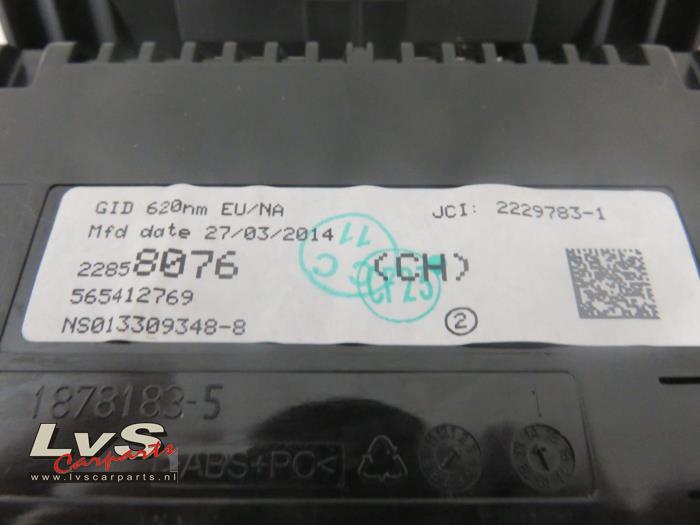 GID 620nm EU/NA
JCI: 2229783-1
Mfd date 27/03/2014
22858076 (CH)
565412769
NS013309348-8
2
1878183-5
1
LvS
Carparts
ABS+PC<
www.lvscarparts.nl